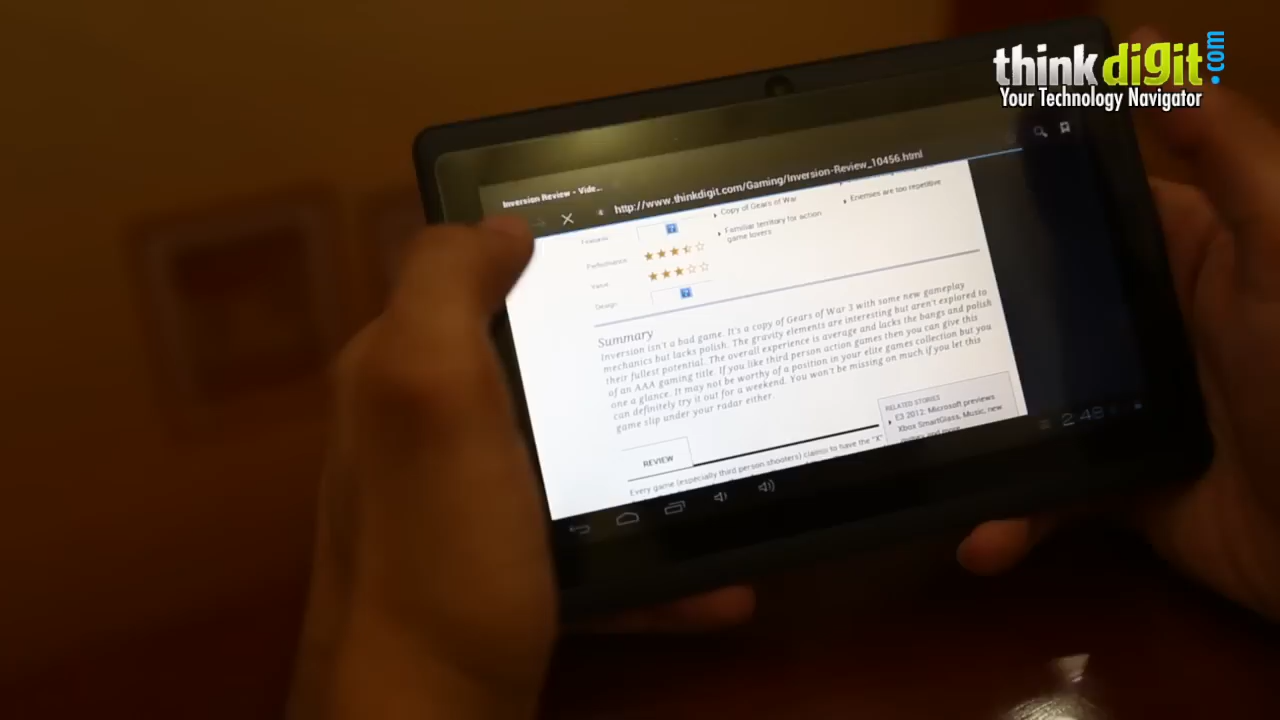 thinkdigit.com
Your Technology Navigator
Inversion Review - Vide...
http://www.thinkdigit.com/Gaming/Inversion-Review_10456.html
Features
Copy of Gears of War
Enemies are too repetitive
Performance
Familiar territory for action
game lovers
Value
Design
Summary
Inversion isn't a bad game. It's a copy of Gears of War 3 with some new gameplay
mechanics but lacks polish. The gravity elements are interesting but aren't explored to
their fullest potential. The overall experience is average and lacks the bangs and polish
of an AAA gaming title. If you like third person action games then you can give this
one a glance. It may not be worthy of a position in your elite games collection but you
can definitely try it out for a weekend. You won't be missing on much if you let this
game slip under your radar either.
RELATED STORIES
E3 2012: Microsoft previews
Xbox SmartGlass, Music, new
REVIEW
Every game (especially third person shooters) claims to have the "X"
2:48